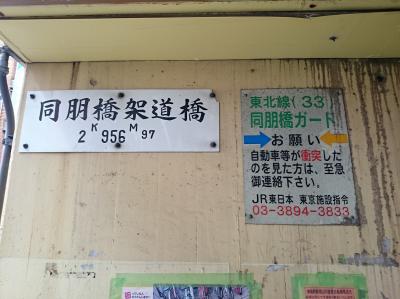 同朋橋架道橋
2K956M97
東北線(33)
同朋橋ガード
お願い
自動車等が衝突した
のを見た方は、至急
御連絡下さい。
JR東日本 東京施設指令
03-3894-3833